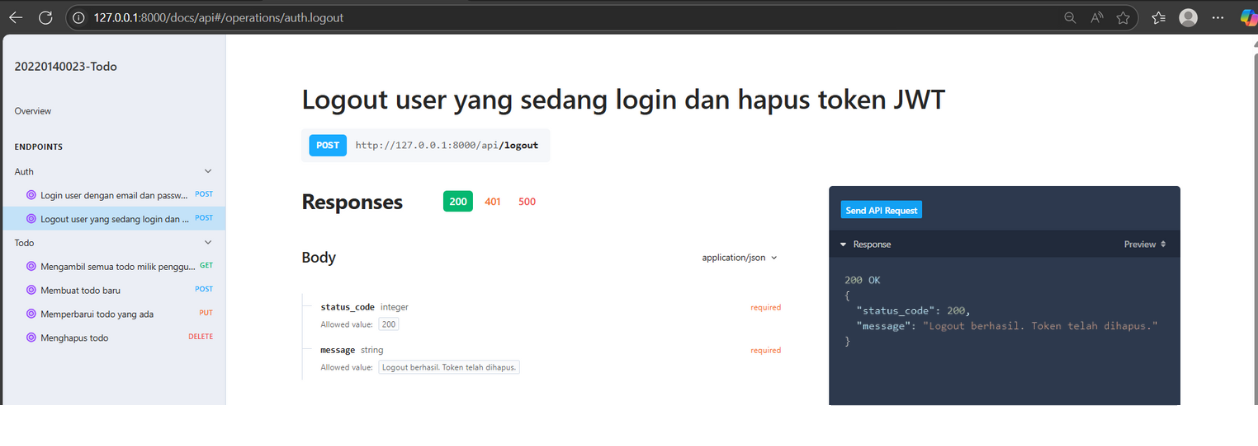 127.0.0.1:8000/docs/api#/operations/auth.logout
20220140023-Todo
Overview
ENDPOINTS
Auth
Login user dengan email dan passw... POST
Logout user yang sedang login dan ... POST
Todo
Mengambil semua todo milik penggu... GET
Membuat todo baru POST
Memperbarui todo yang ada PUT
Menghapus todo DELETE
Logout user yang sedang login dan hapus token JWT
POST http://127.0.0.1:8000/api/logout
Responses 200 401 500
Body application/json
status_code integer required
Allowed value: 200
message string required
Allowed value: Logout berhasil. Token telah dihapus.
Send API Request
Response Preview
200 OK
{
"status_code": 200,
"message": "Logout berhasil. Token telah dihapus."
}